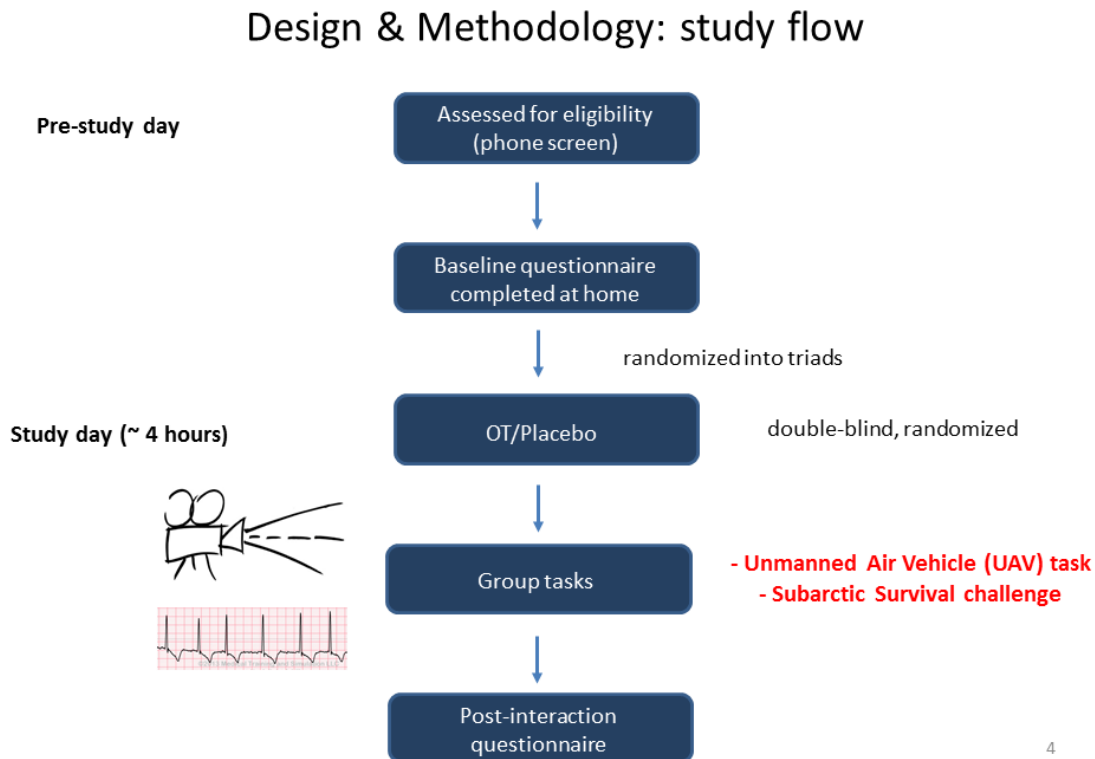 Design & Methodology: study flow
Pre-study day
Assessed for eligibility
(phone screen)
Baseline questionnaire
completed at home
randomized into triads
Study day (~ 4 hours)
OT/Placebo
double-blind, randomized
Group tasks
- Unmanned Air Vehicle (UAV) task
- Subarctic Survival challenge
Post-interaction
questionnaire
4